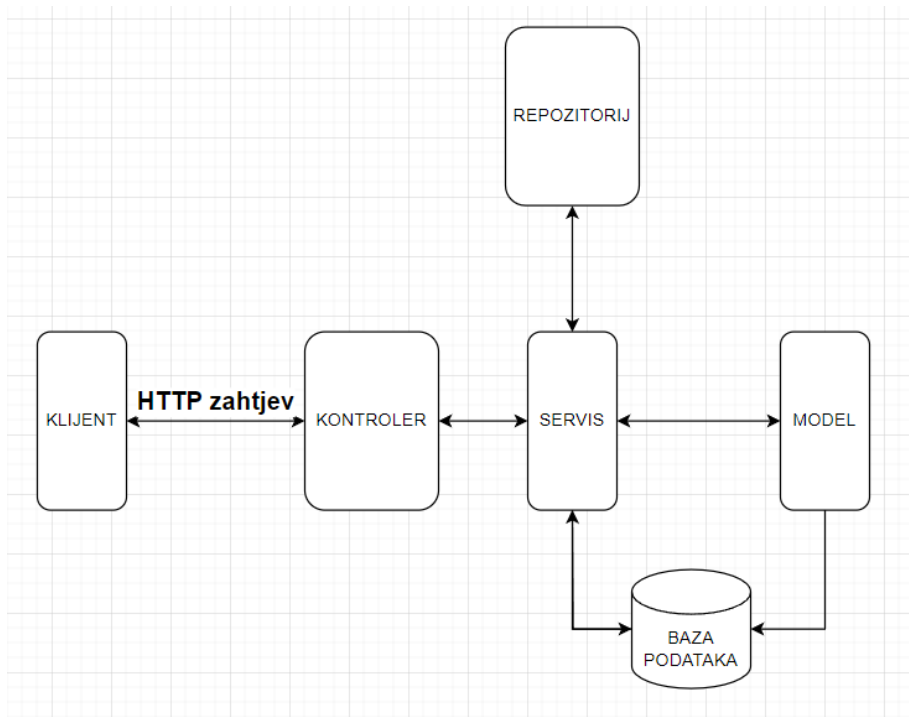 REPOZITORIJ
KLIJENT
HTTP zahtjev
KONTROLER
SERVIS
MODEL
BAZA
PODATAKA